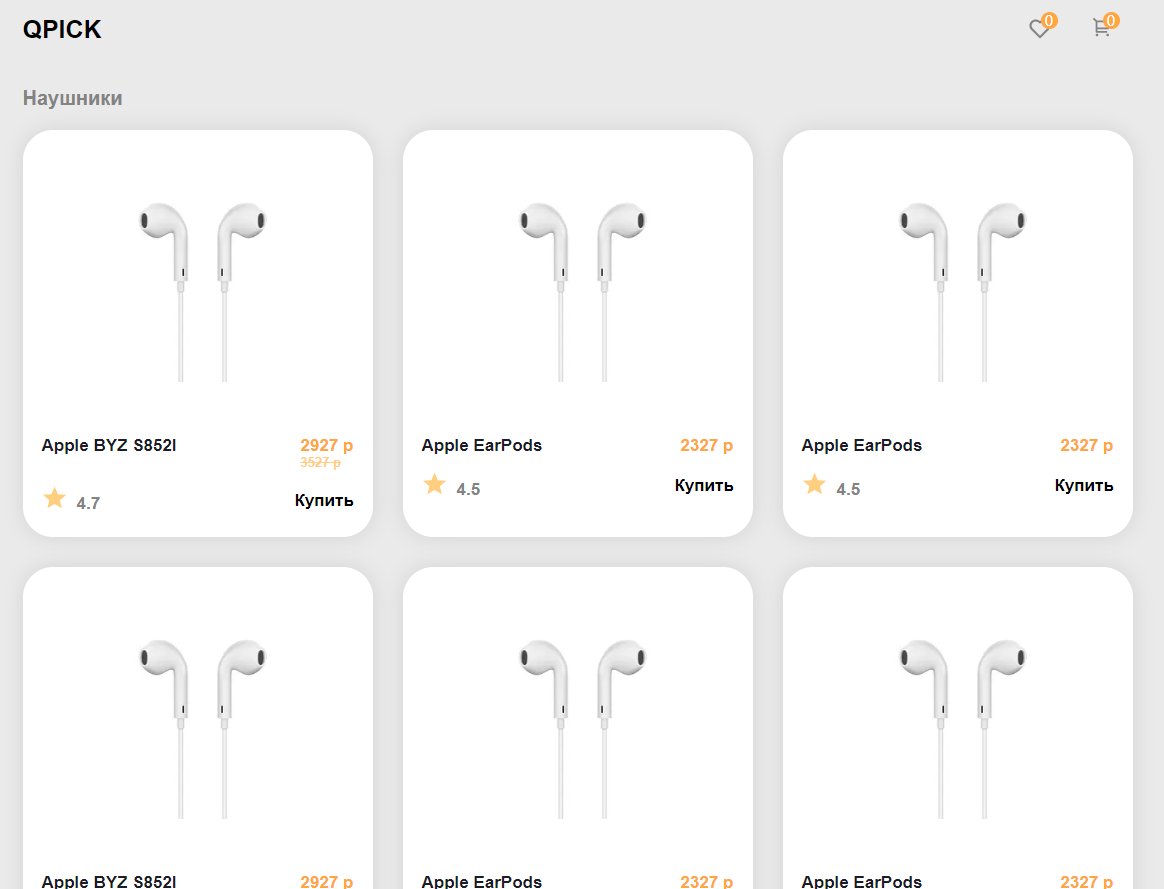 QPICK
0 0
Наушники
Apple BYZ S852I 2927 р
3527 р
4.7 Купить
Apple EarPods 2327 р
4.5 Купить
Apple EarPods 2327 р
4.5 Купить
Apple BYZ S852I 2927 р
Apple EarPods 2327 р
Apple EarPods 2327 р